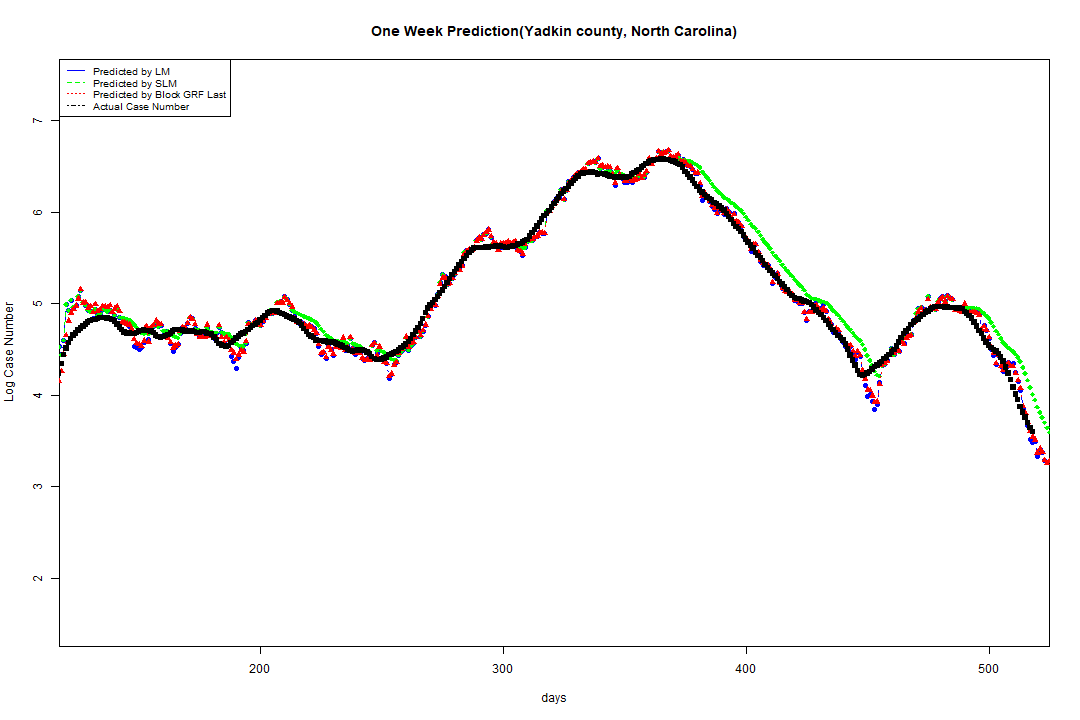 One Week Prediction(Yadkin county, North Carolina)
Predicted by LM
Predicted by SLM
Predicted by Block GRF Last
Actual Case Number
7
6
5
4
3
2
Log Case Number
200
300
400
500
days